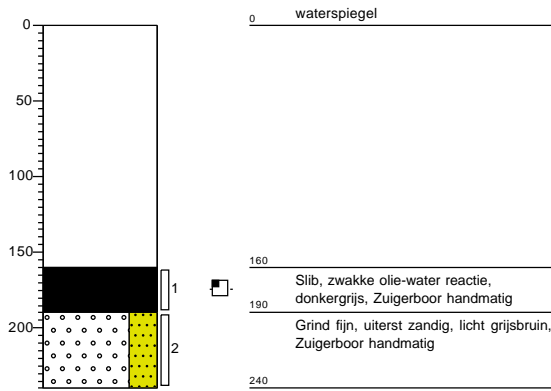 0
50
100
150
200
1
2
0
waterspiegel
160
Slib, zwakke olie-water reactie,
donkergrijs, Zuigerboor handmatig
190
Grind fijn, uiterst zandig, licht grijsbruin,
Zuigerboor handmatig
240